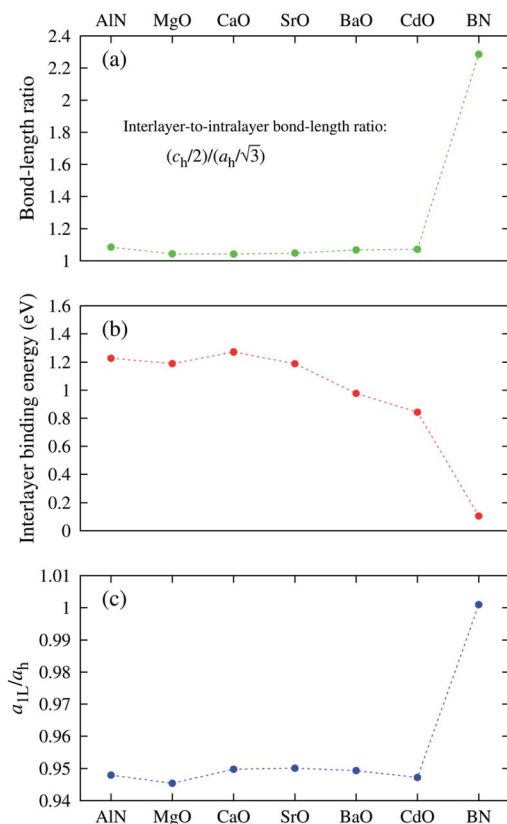 AlN MgO CaO SrO BaO CdO BN
2.4
2.2
2
1.8
1.6
1.4
1.2
1
Bond-length ratio
(a)
Interlayer-to-intralayer bond-length ratio:
(c_h/2)/(a_h/√3)
1.6
1.4
1.2
1
0.8
0.6
0.4
0.2
0
Interlayer binding energy (eV)
(b)
1.01
1
0.99
0.98
0.97
0.96
0.95
0.94
a_1L/a_h
(c)
AlN MgO CaO SrO BaO CdO BN